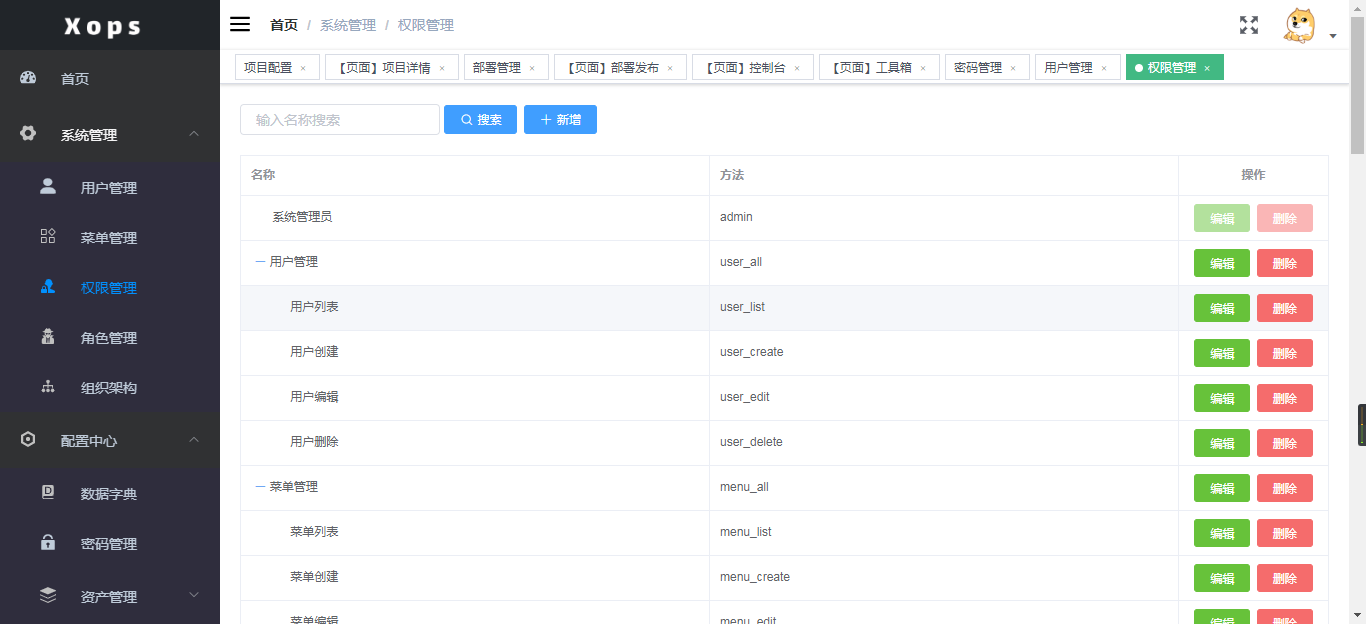 Xops
首页
系统管理
用户管理
菜单管理
权限管理
角色管理
组织架构
配置中心
数据字典
密码管理
资产管理
首页 / 系统管理 / 权限管理
项目配置 × 【页面】项目详情 × 部署管理 × 【页面】部署发布 × 【页面】控制台 × 【页面】工具箱 × 密码管理 × 用户管理 × 权限管理 ×
输入名称搜索 搜索 新增
名称 方法 操作
系统管理员 admin 编辑 删除
用户管理 user_all 编辑 删除
用户列表 user_list 编辑 删除
用户创建 user_create 编辑 删除
用户编辑 user_edit 编辑 删除
用户删除 user_delete 编辑 删除
菜单管理 menu_all 编辑 删除
菜单列表 menu_list 编辑 删除
菜单创建 menu_create 编辑 删除
菜单编辑 menu_edit 编辑 删除